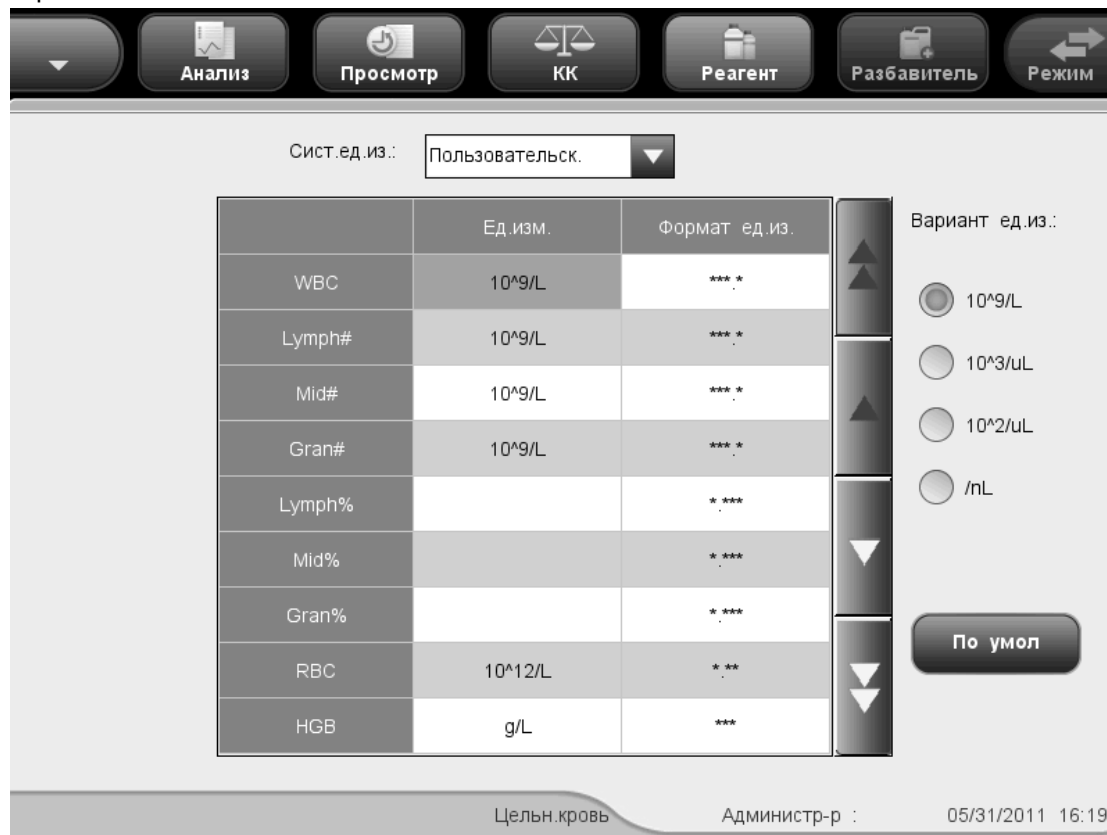 Анализ Просмотр КК Реагент Разбавитель Режим
Сист.ед.из.: Пользовательск.
Ед.изм. Формат ед.из. Вариант ед.из.:
WBC 10^9/L ***.*
10^9/L
Lymph# 10^9/L ***.*
10^3/uL
Mid# 10^9/L ***.*
10^2/uL
Gran# 10^9/L ***.*
/nL
Lymph% *.***
Mid% *.***
Gran% *.***
По умол
RBC 10^12/L *.**
HGB g/L ***
Цельн.кровь Администр-р : 05/31/2011 16:19